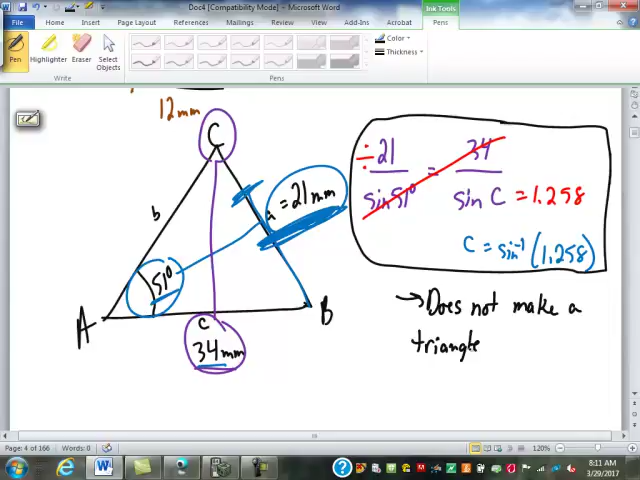 Doc4 [Compatibility Mode] - Microsoft Word
Ink Tools
File Home Insert Page Layout References Mailings Review View Add-Ins Acrobat Pens
Pen Highlighter Eraser Select Objects
Color
Thickness
Write Pens
12mm
C
b
a = 21mm
51°
A
B
c
34mm
÷ 21 = 34
sin 51° sin C = 1.258
C = sin⁻¹ (1.258)
→ Does not make a
triangle
Page: 4 of 166 Words: 0 120%
8:11 AM
3/29/2017